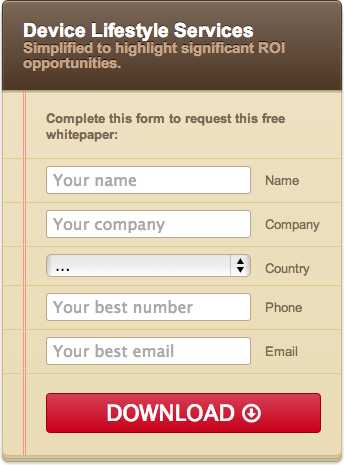 Device Lifestyle Services
Simplified to highlight significant ROI
opportunities.
Complete this form to request this free
whitepaper:
Your name Name
Your company Company
... Country
Your best number Phone
Your best email Email
DOWNLOAD